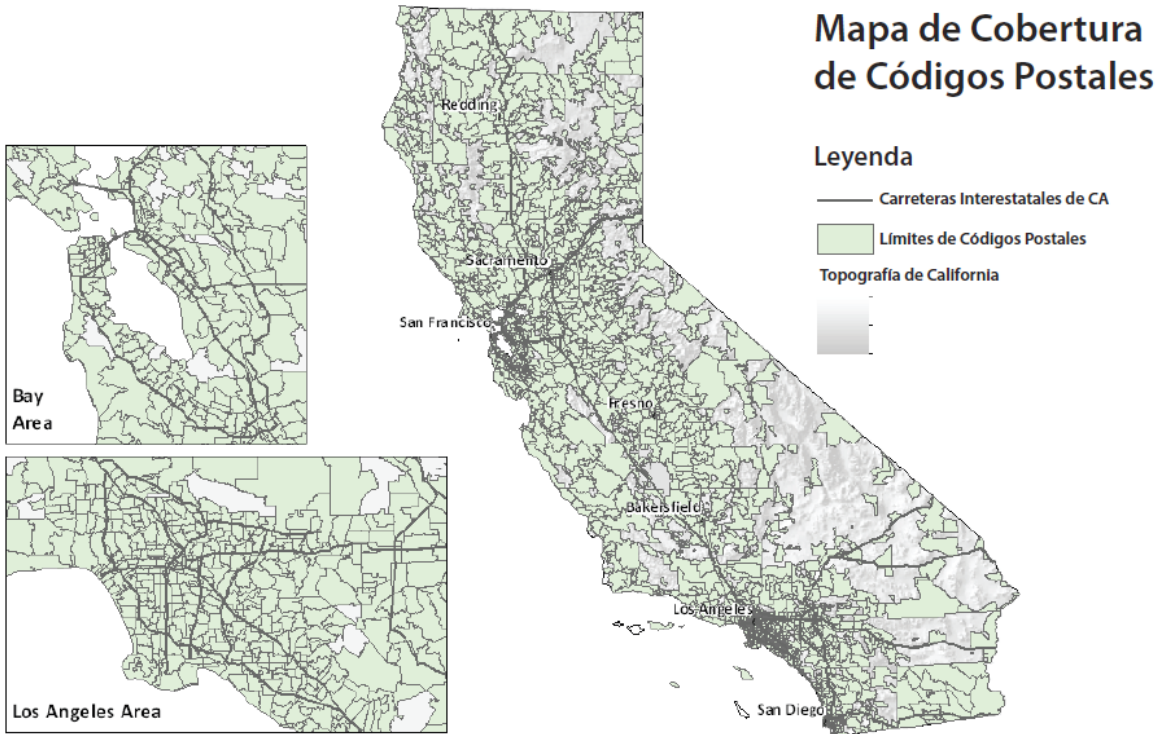 Mapa de Cobertura
de Códigos Postales
Leyenda
Carreteras Interestatales de CA
Límites de Códigos Postales
Topografía de California
Redding
Sacramento
San Francisco
Fresno
Bakersfield
Los Angeles
San Diego
Bay
Area
Los Angeles Area